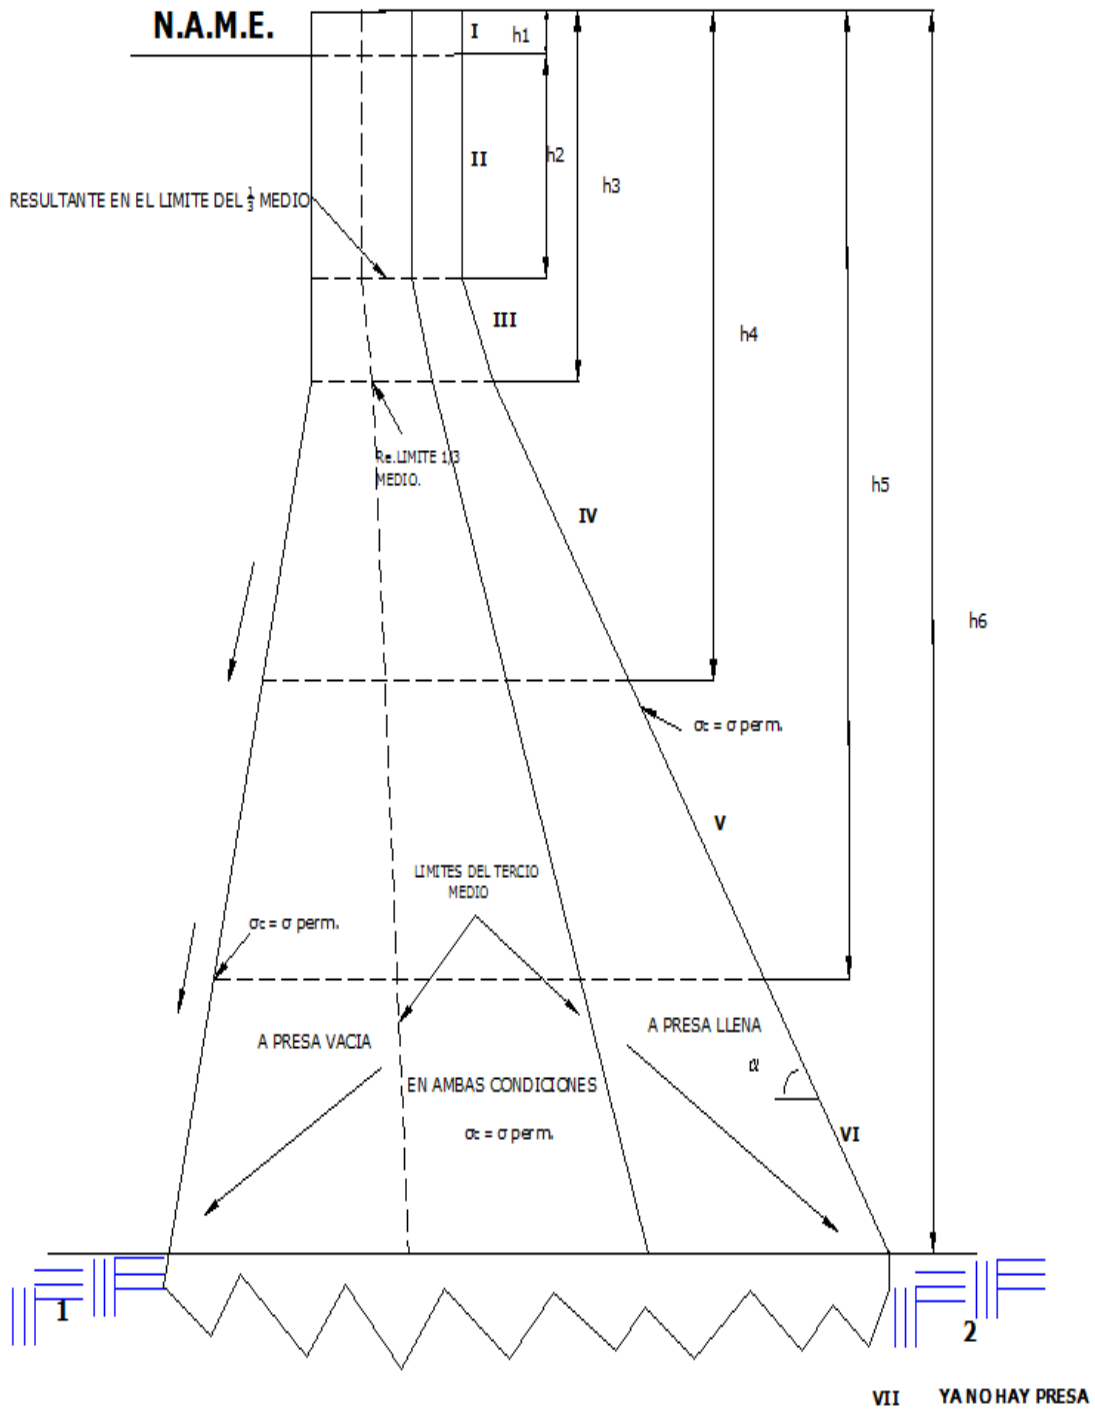 N.A.M.E.
I
h1
II
h2
h3
RESULTANTE EN EL LIMITE DEL 1/3 MEDIO
III
h4
Re.LIMITE 1/3
MEDIO.
h5
IV
h6
σc = σ perm.
V
LIMITES DEL TERCIO
MEDIO
σc = σ perm.
A PRESA LLENA
A PRESA VACIA
α
EN AMBAS CONDICIONES
σc = σ perm.
VI
1
2
VII YA NO HAY PRESA